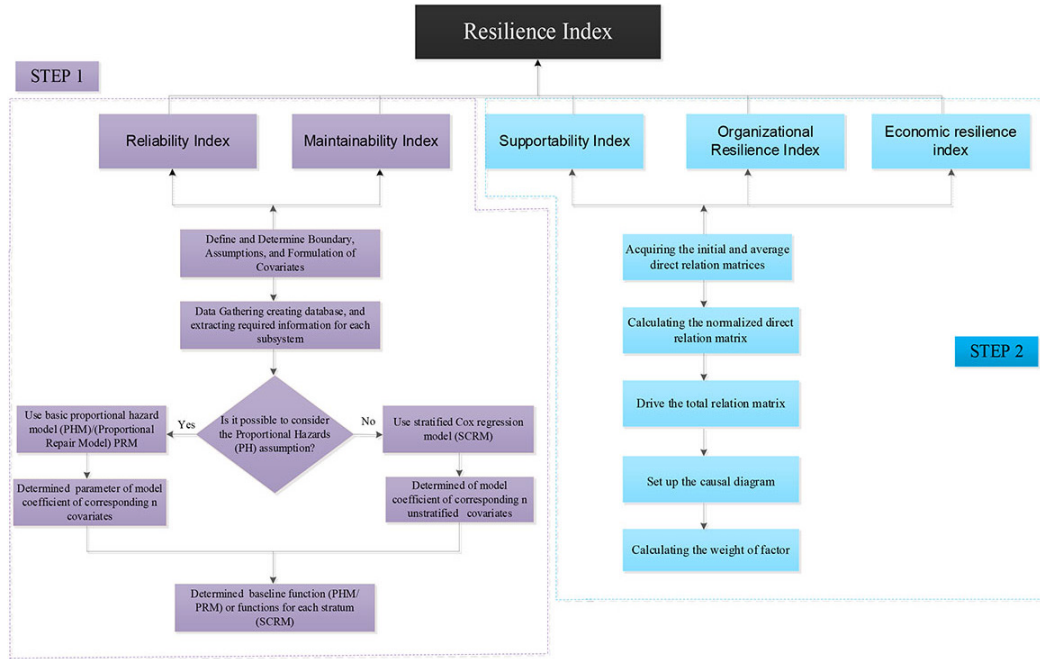 Resilience Index
STEP 1
Reliability Index
Maintainability Index
Define and Determine Boundary,
Assumptions, and Formulation of
Covariates
Data Gathering creating database, and
extracting required information for each
subsystem
Is it possible to consider
the Proportional Hazards
(PH) assumption?
Yes
No
Use basic proportional hazard
model (PHM)/(Proportional
Repair Model) PRM
Use stratified Cox regression
model (SCRM)
Determined parameter of model
coefficient of corresponding n
covariates
Determined of model
coefficient of corresponding n
unstratified covariates
Determined baseline function (PHM/
PRM) or functions for each stratum
(SCRM)
Supportability Index
Organizational
Resilience Index
Economic resilience
index
Acquiring the initial and average
direct relation matrices
Calculating the normalized direct
relation matrix
STEP 2
Drive the total relation matrix
Set up the causal diagram
Calculating the weight of factor